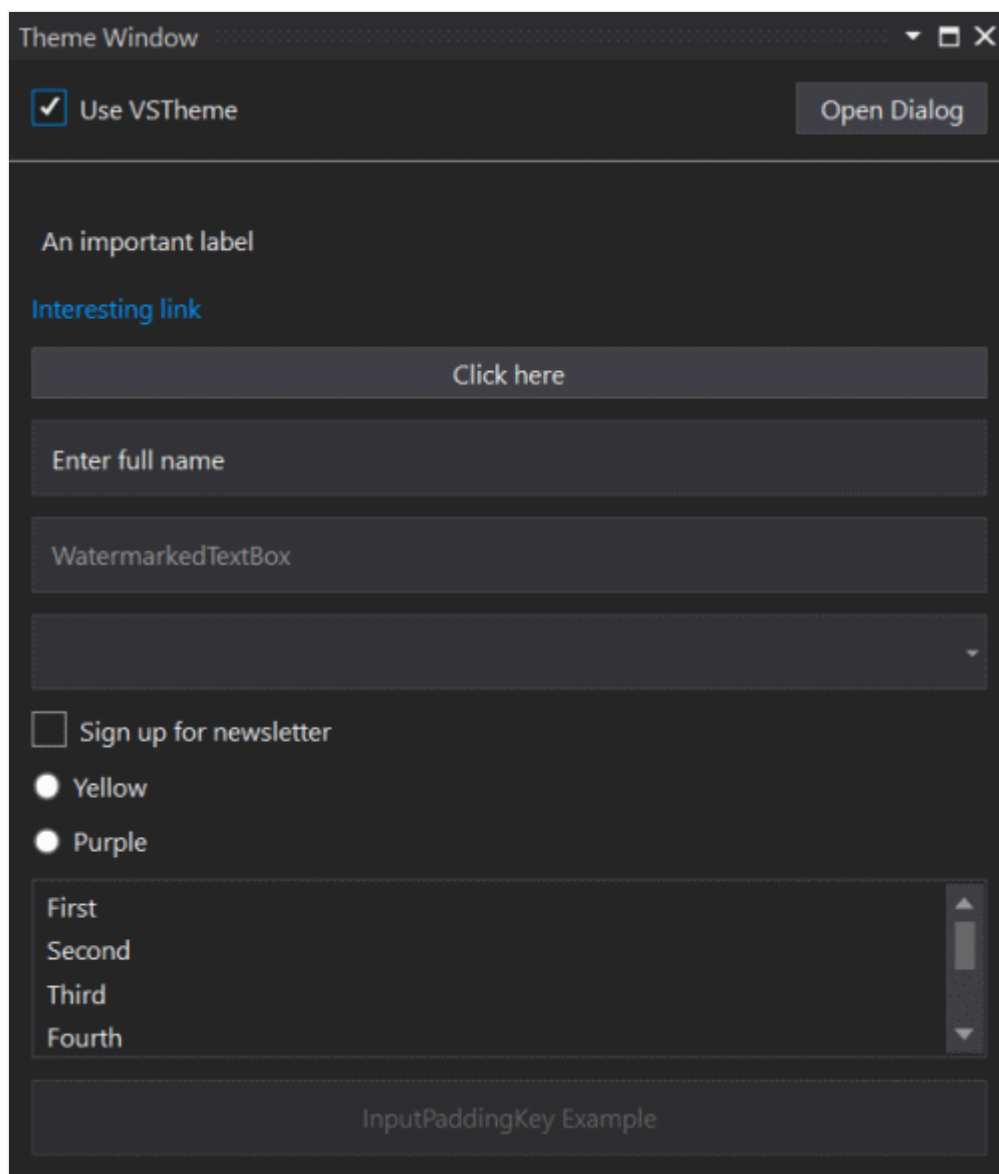 Theme Window
Use VSTheme
Open Dialog
An important label
Interesting link
Click here
Enter full name
WatermarkedTextBox
Sign up for newsletter
Yellow
Purple
First
Second
Third
Fourth
InputPaddingKey Example